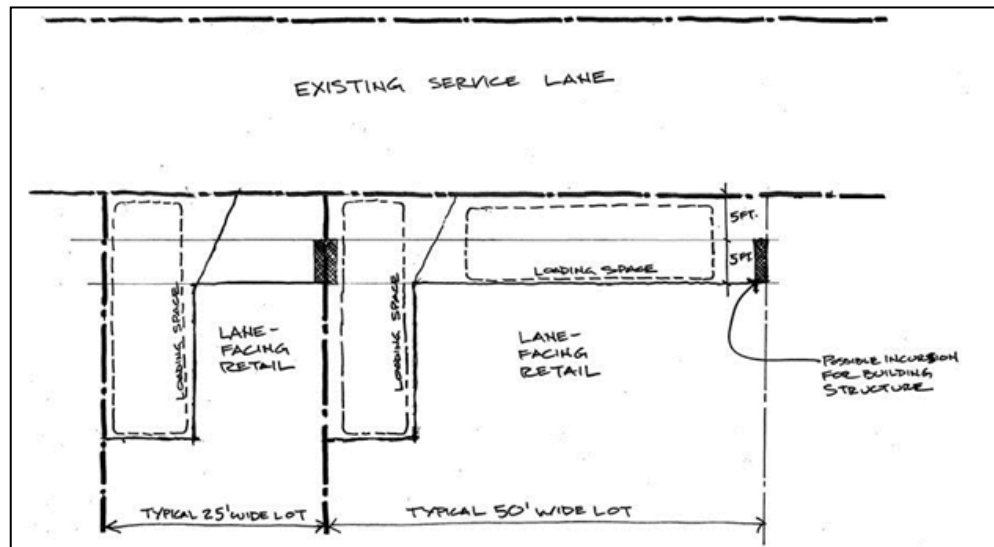 EXISTING SERVICE LANE
5FT.
5FT
LOADING SPACE
LOADING SPACE
LOADING SPACE
LANE-
FACING
RETAIL
LANE-
FACING
RETAIL
POSSIBLE INCURSION
FOR BUILDING
STRUCTURE
TYPICAL 25' WIDE LOT
TYPICAL 50' WIDE LOT